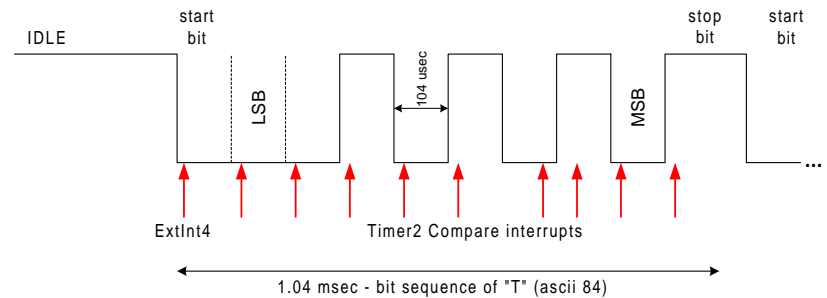 start
bit
stop
bit
start
bit
IDLE
LSB
104 usec
MSB
...
ExtInt4
Timer2 Compare interrupts
1.04 msec - bit sequence of "T" (ascii 84)